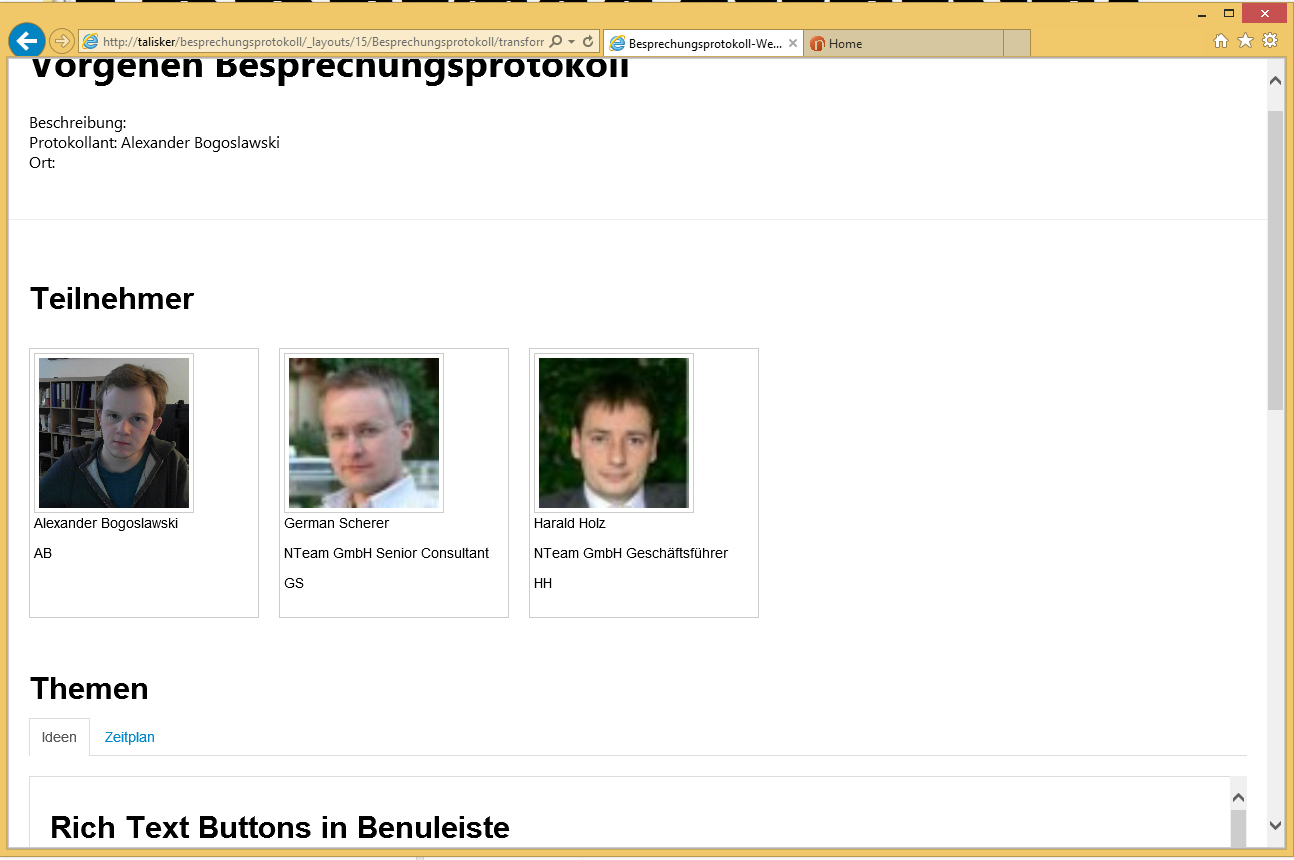 http://talisker/besprechungsprotokoll/_layouts/15/Besprechungsprotokoll/transforr
Besprechungsprotokoll-We...
Home
Vorgehen Besprechungsprotokoll
Beschreibung:
Protokollant: Alexander Bogoslawski
Ort:
Teilnehmer
Alexander Bogoslawski
AB
German Scherer
NTeam GmbH Senior Consultant
GS
Harald Holz
NTeam GmbH Geschäftsführer
HH
Themen
Ideen
Zeitplan
Rich Text Buttons in Benuleiste